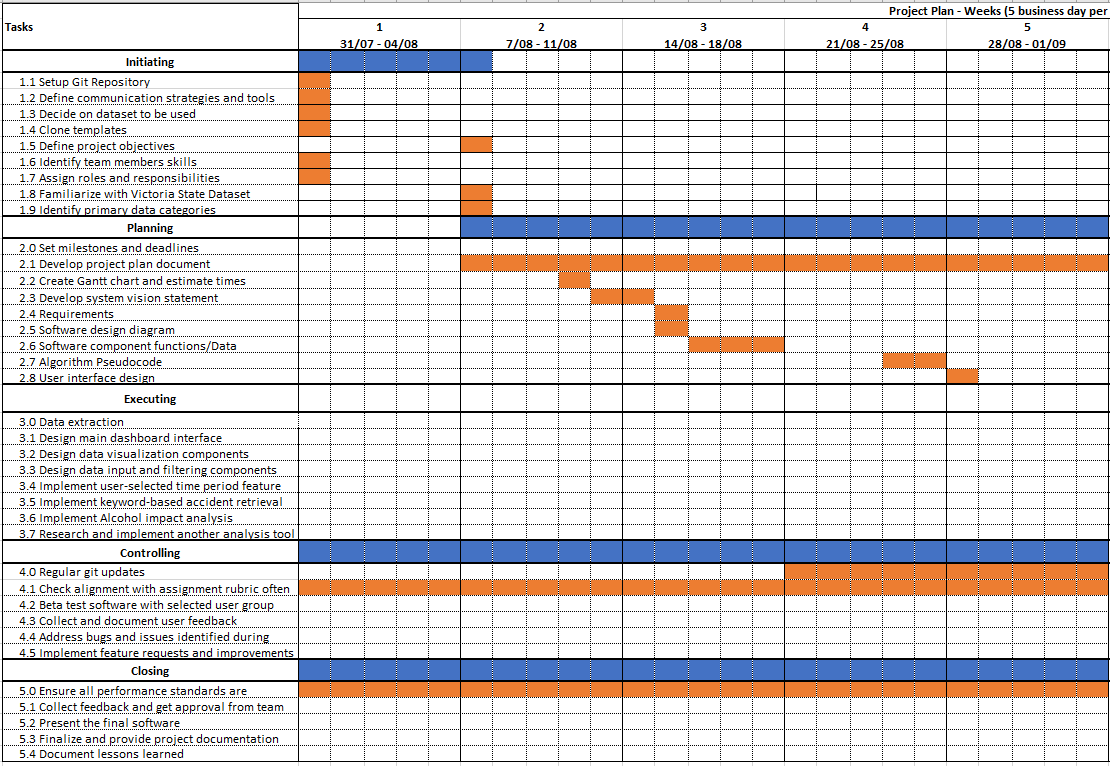 Project Plan - Weeks (5 business day per
Tasks
1 2 3 4 5
31/07 - 04/08 7/08 - 11/08 14/08 - 18/08 21/08 - 25/08 28/08 - 01/09
Initiating
1.1 Setup Git Repository
1.2 Define communication strategies and tools
1.3 Decide on dataset to be used
1.4 Clone templates
1.5 Define project objectives
1.6 Identify team members skills
1.7 Assign roles and responsibilities
1.8 Familiarize with Victoria State Dataset
1.9 Identify primary data categories
Planning
2.0 Set milestones and deadlines
2.1 Develop project plan document
2.2 Create Gantt chart and estimate times
2.3 Develop system vision statement
2.4 Requirements
2.5 Software design diagram
2.6 Software component functions/Data
2.7 Algorithm Pseudocode
2.8 User interface design
Executing
3.0 Data extraction
3.1 Design main dashboard interface
3.2 Design data visualization components
3.3 Design data input and filtering components
3.4 Implement user-selected time period feature
3.5 Implement keyword-based accident retrieval
3.6 Implement Alcohol impact analysis
3.7 Research and implement another analysis tool
Controlling
4.0 Regular git updates
4.1 Check alignment with assignment rubric often
4.2 Beta test software with selected user group
4.3 Collect and document user feedback
4.4 Address bugs and issues identified during
4.5 Implement feature requests and improvements
Closing
5.0 Ensure all performance standards are
5.1 Collect feedback and get approval from team
5.2 Present the final software
5.3 Finalize and provide project documentation
5.4 Document lessons learned